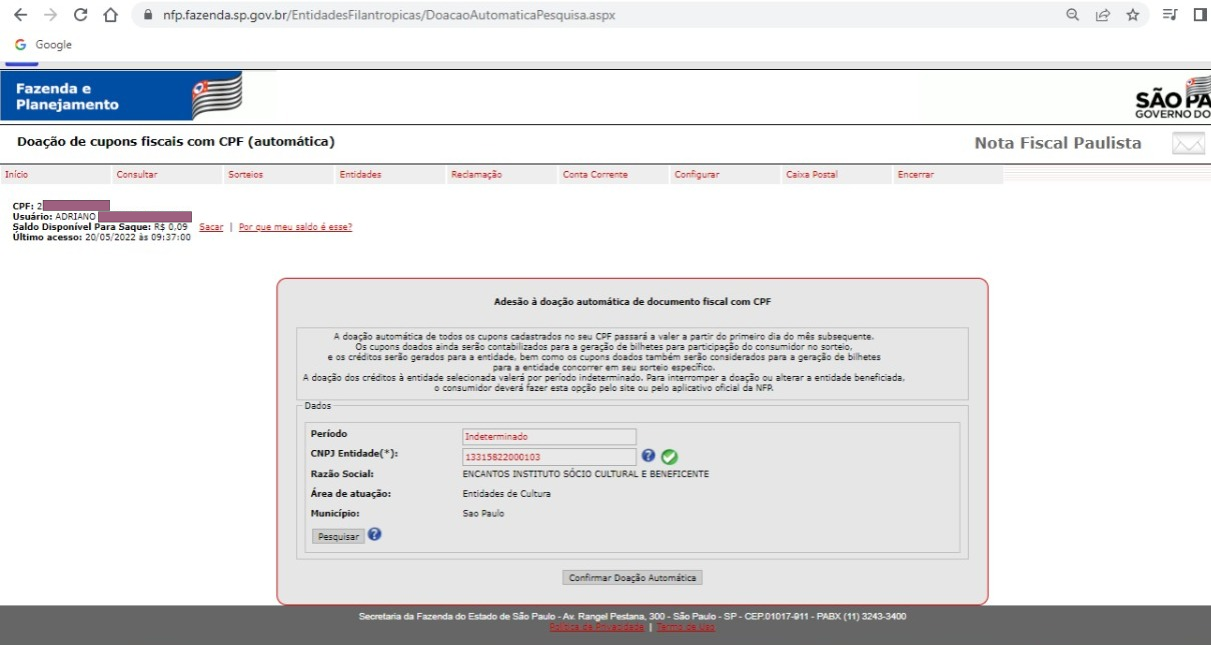 nfp.fazenda.sp.gov.br/EntidadesFilantropicas/DoacaoAutomaticaPesquisa.aspx
Google
Fazenda e
Planejamento
SÃO PA
GOVERNO DO
Doação de cupons fiscais com CPF (automática)
Nota Fiscal Paulista
Início Consultar Sorteios Entidades Reclamação Conta Corrente Configurar Caixa Postal Encerrar
CPF: 2
Usuário: ADRIANO
Saldo Disponível Para Saque: R$ 0,09 Sacar | Por que meu saldo é esse?
Último acesso: 20/05/2022 às 09:37:00
Adesão à doação automática de documento fiscal com CPF
A doação automática de todos os cupons cadastrados no seu CPF passará a valer a partir do primeiro dia do mês subsequente.
Os cupons doados ainda serão contabilizados para a geração de bilhetes para participação do consumidor no sorteio,
e os créditos serão gerados para a entidade, bem como os cupons doados também serão considerados para a geração de bilhetes
para a entidade concorrer em seu sorteio específico.
A doação dos créditos à entidade selecionada valerá por período indeterminado. Para interromper a doação ou alterar a entidade beneficiada,
o consumidor deverá fazer esta opção pelo site ou pelo aplicativo oficial da NFP.
Dados
Período Indeterminado
CNPJ Entidade(*): 13315822000103
Razão Social: ENCANTOS INSTITUTO SÓCIO CULTURAL E BENEFICENTE
Área de atuação: Entidades de Cultura
Município: Sao Paulo
Pesquisar
Confirmar Doação Automática
Secretaria da Fazenda do Estado de São Paulo - Av. Rangel Pestana, 300 - São Paulo - SP - CEP.01017-911 - PABX (11) 3243-3400
Política de Privacidade | Termo de Uso